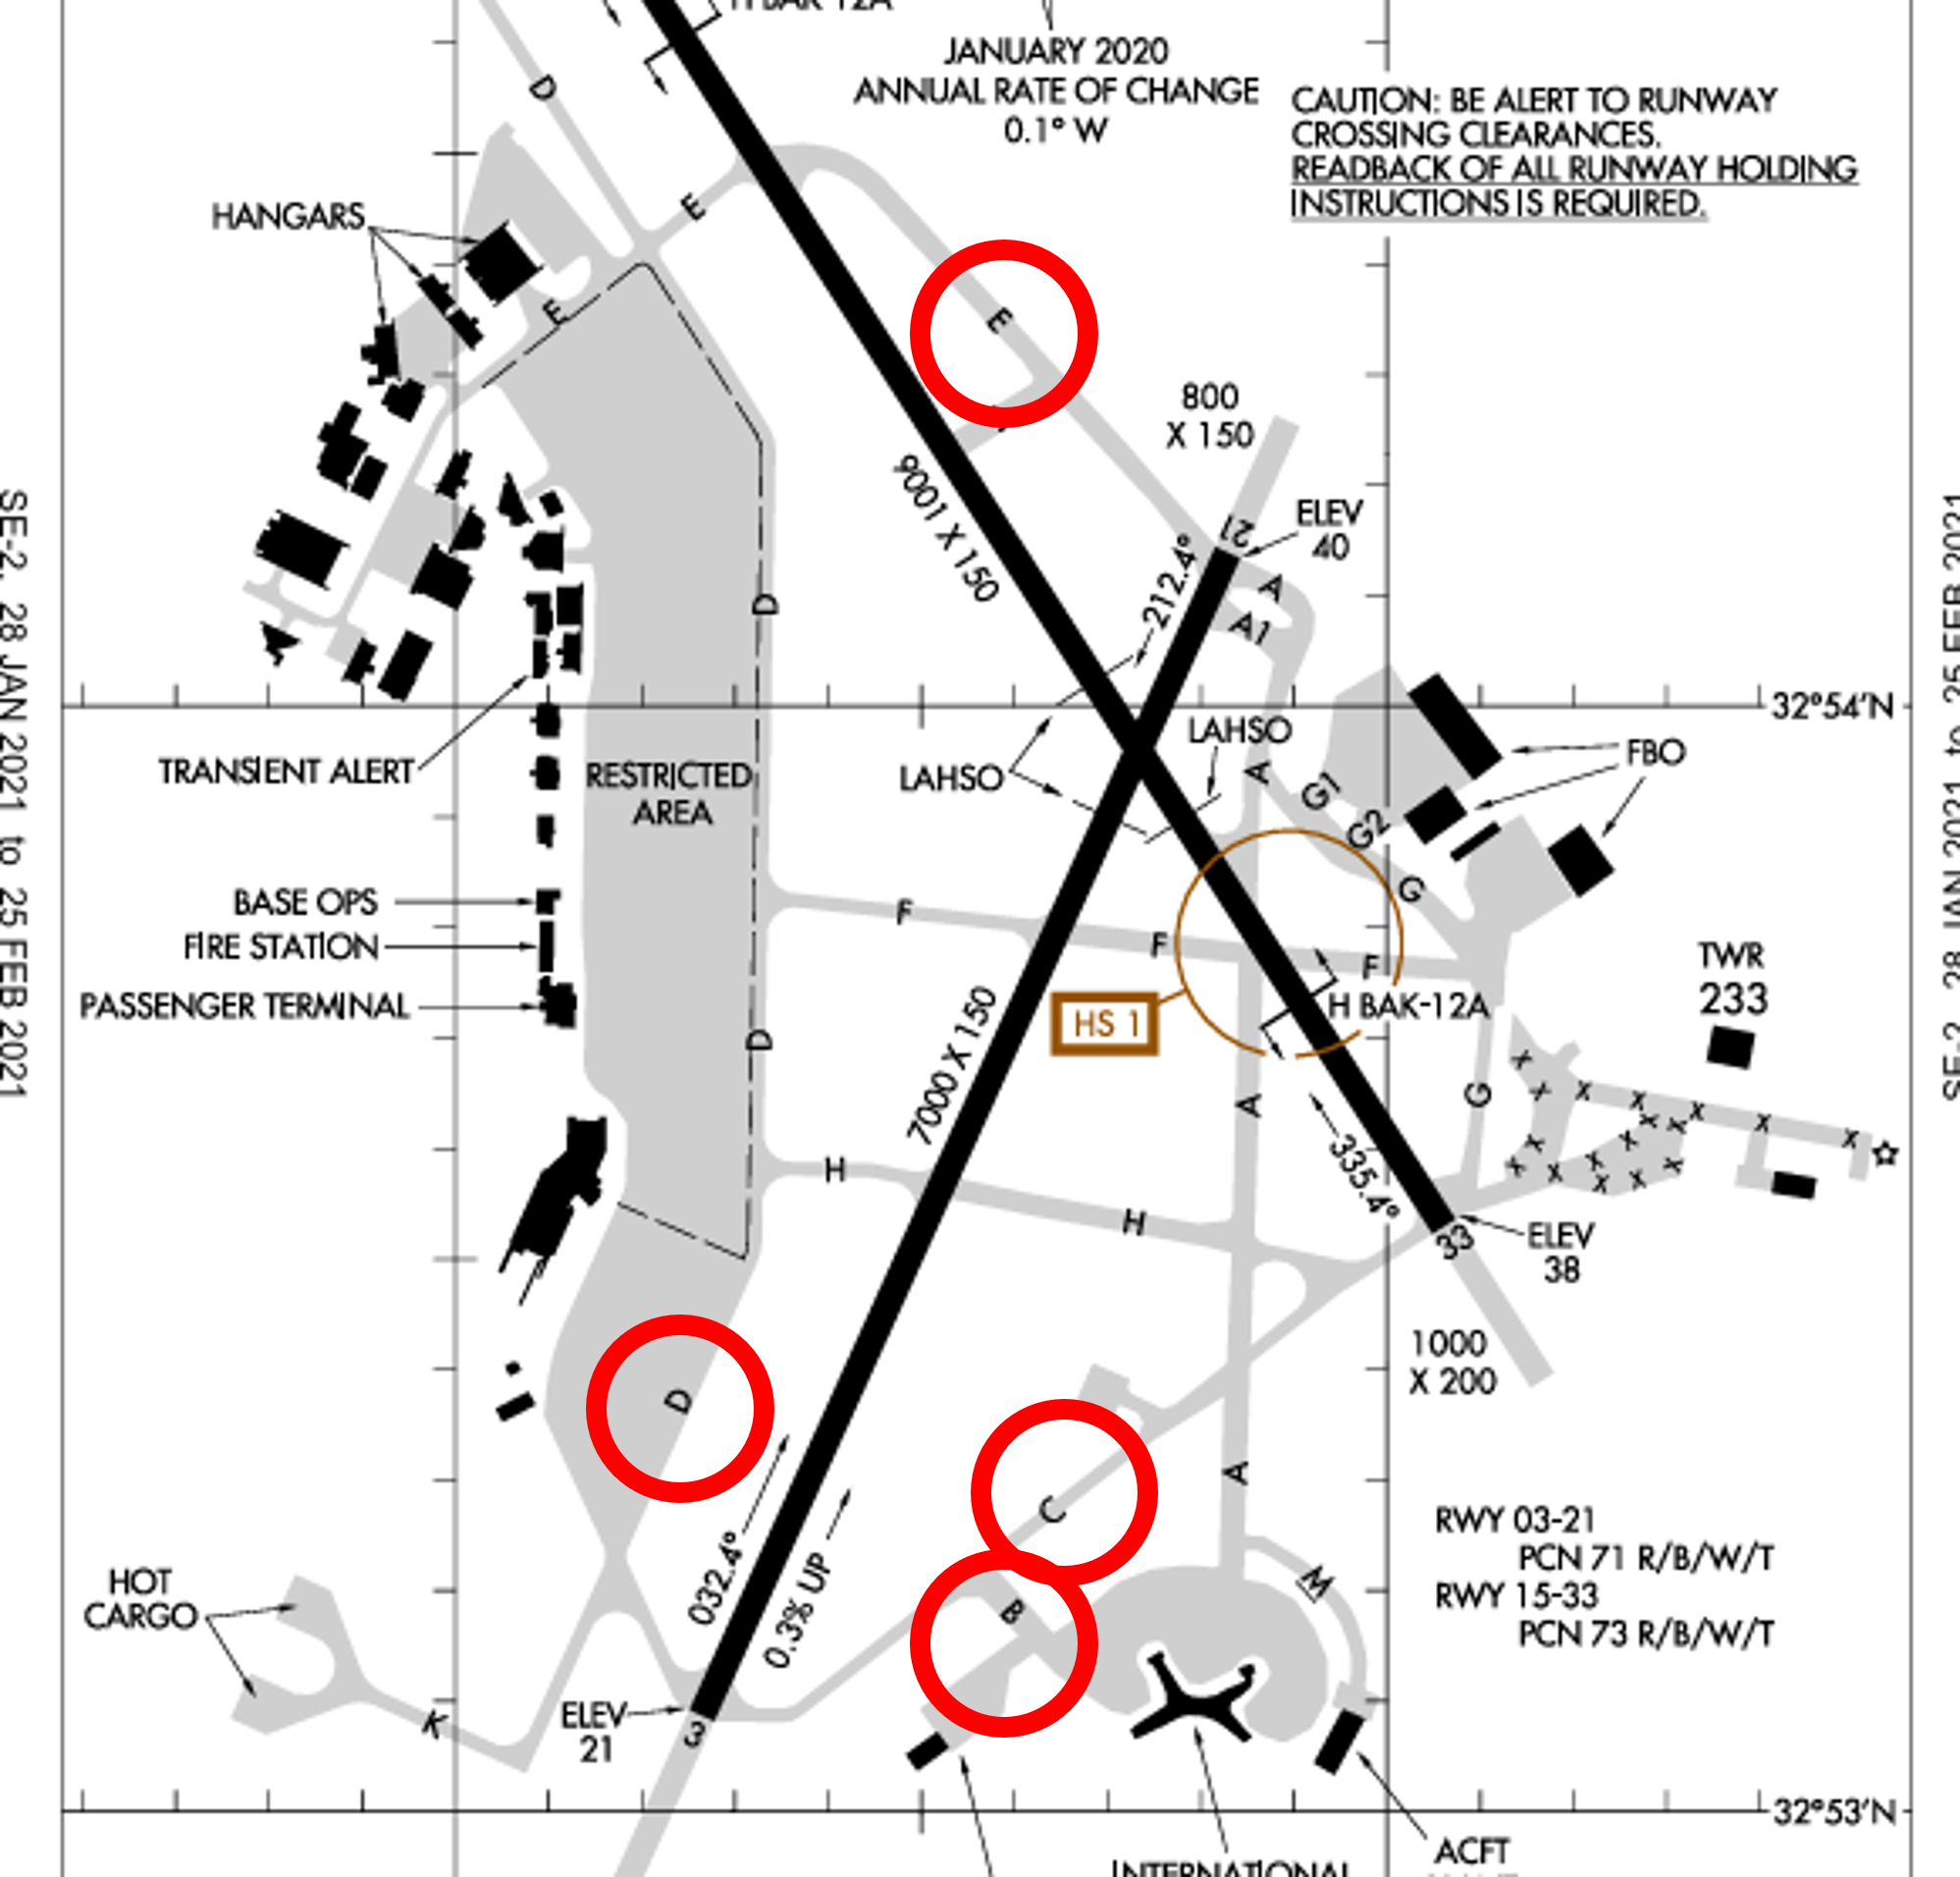 JANUARY 2020
ANNUAL RATE OF CHANGE
0.1° W
CAUTION: BE ALERT TO RUNWAY
CROSSING CLEARANCES.
READBACK OF ALL RUNWAY HOLDING
INSTRUCTIONS IS REQUIRED.
D
E
HANGARS
E
E
800
X 150
9001 X 150
21
ELEV
40
212.4°
A
A1
D
SE-2, 28 JAN 2021 to 25 FEB 2021
SE-2, 28 JAN 2021 to 25 FEB 2021
32°54'N
LAHSO
LAHSO
FBO
TRANSIENT ALERT
RESTRICTED
AREA
A
G1
G2
G
BASE OPS
F
F
F
FIRE STATION
PASSENGER TERMINAL
TWR
233
H BAK-12A
HS 1
D
7000 X 150
A
G
335.4°
H
H
33
ELEV
38
1000
X 200
D
C
A
032.4°
0.3% UP
RWY 03-21
PCN 71 R/B/W/T
RWY 15-33
PCN 73 R/B/W/T
HOT
CARGO
B
M
K
ELEV
21
3
32°53'N
INTERNATIONAL
ACFT